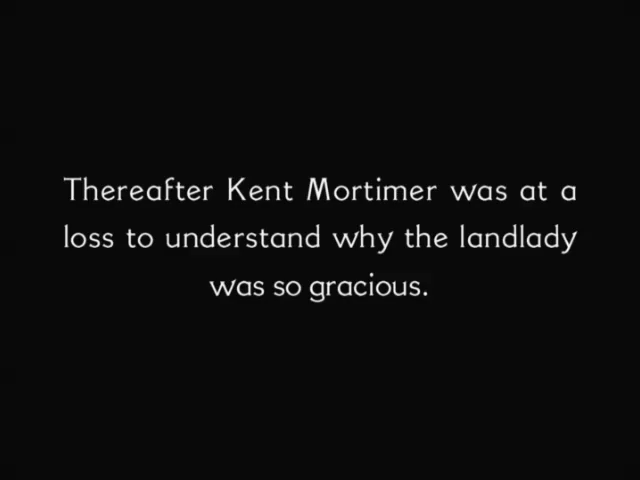 Thereafter Kent Mortimer was at a
loss to understand why the landlady
was so gracious.